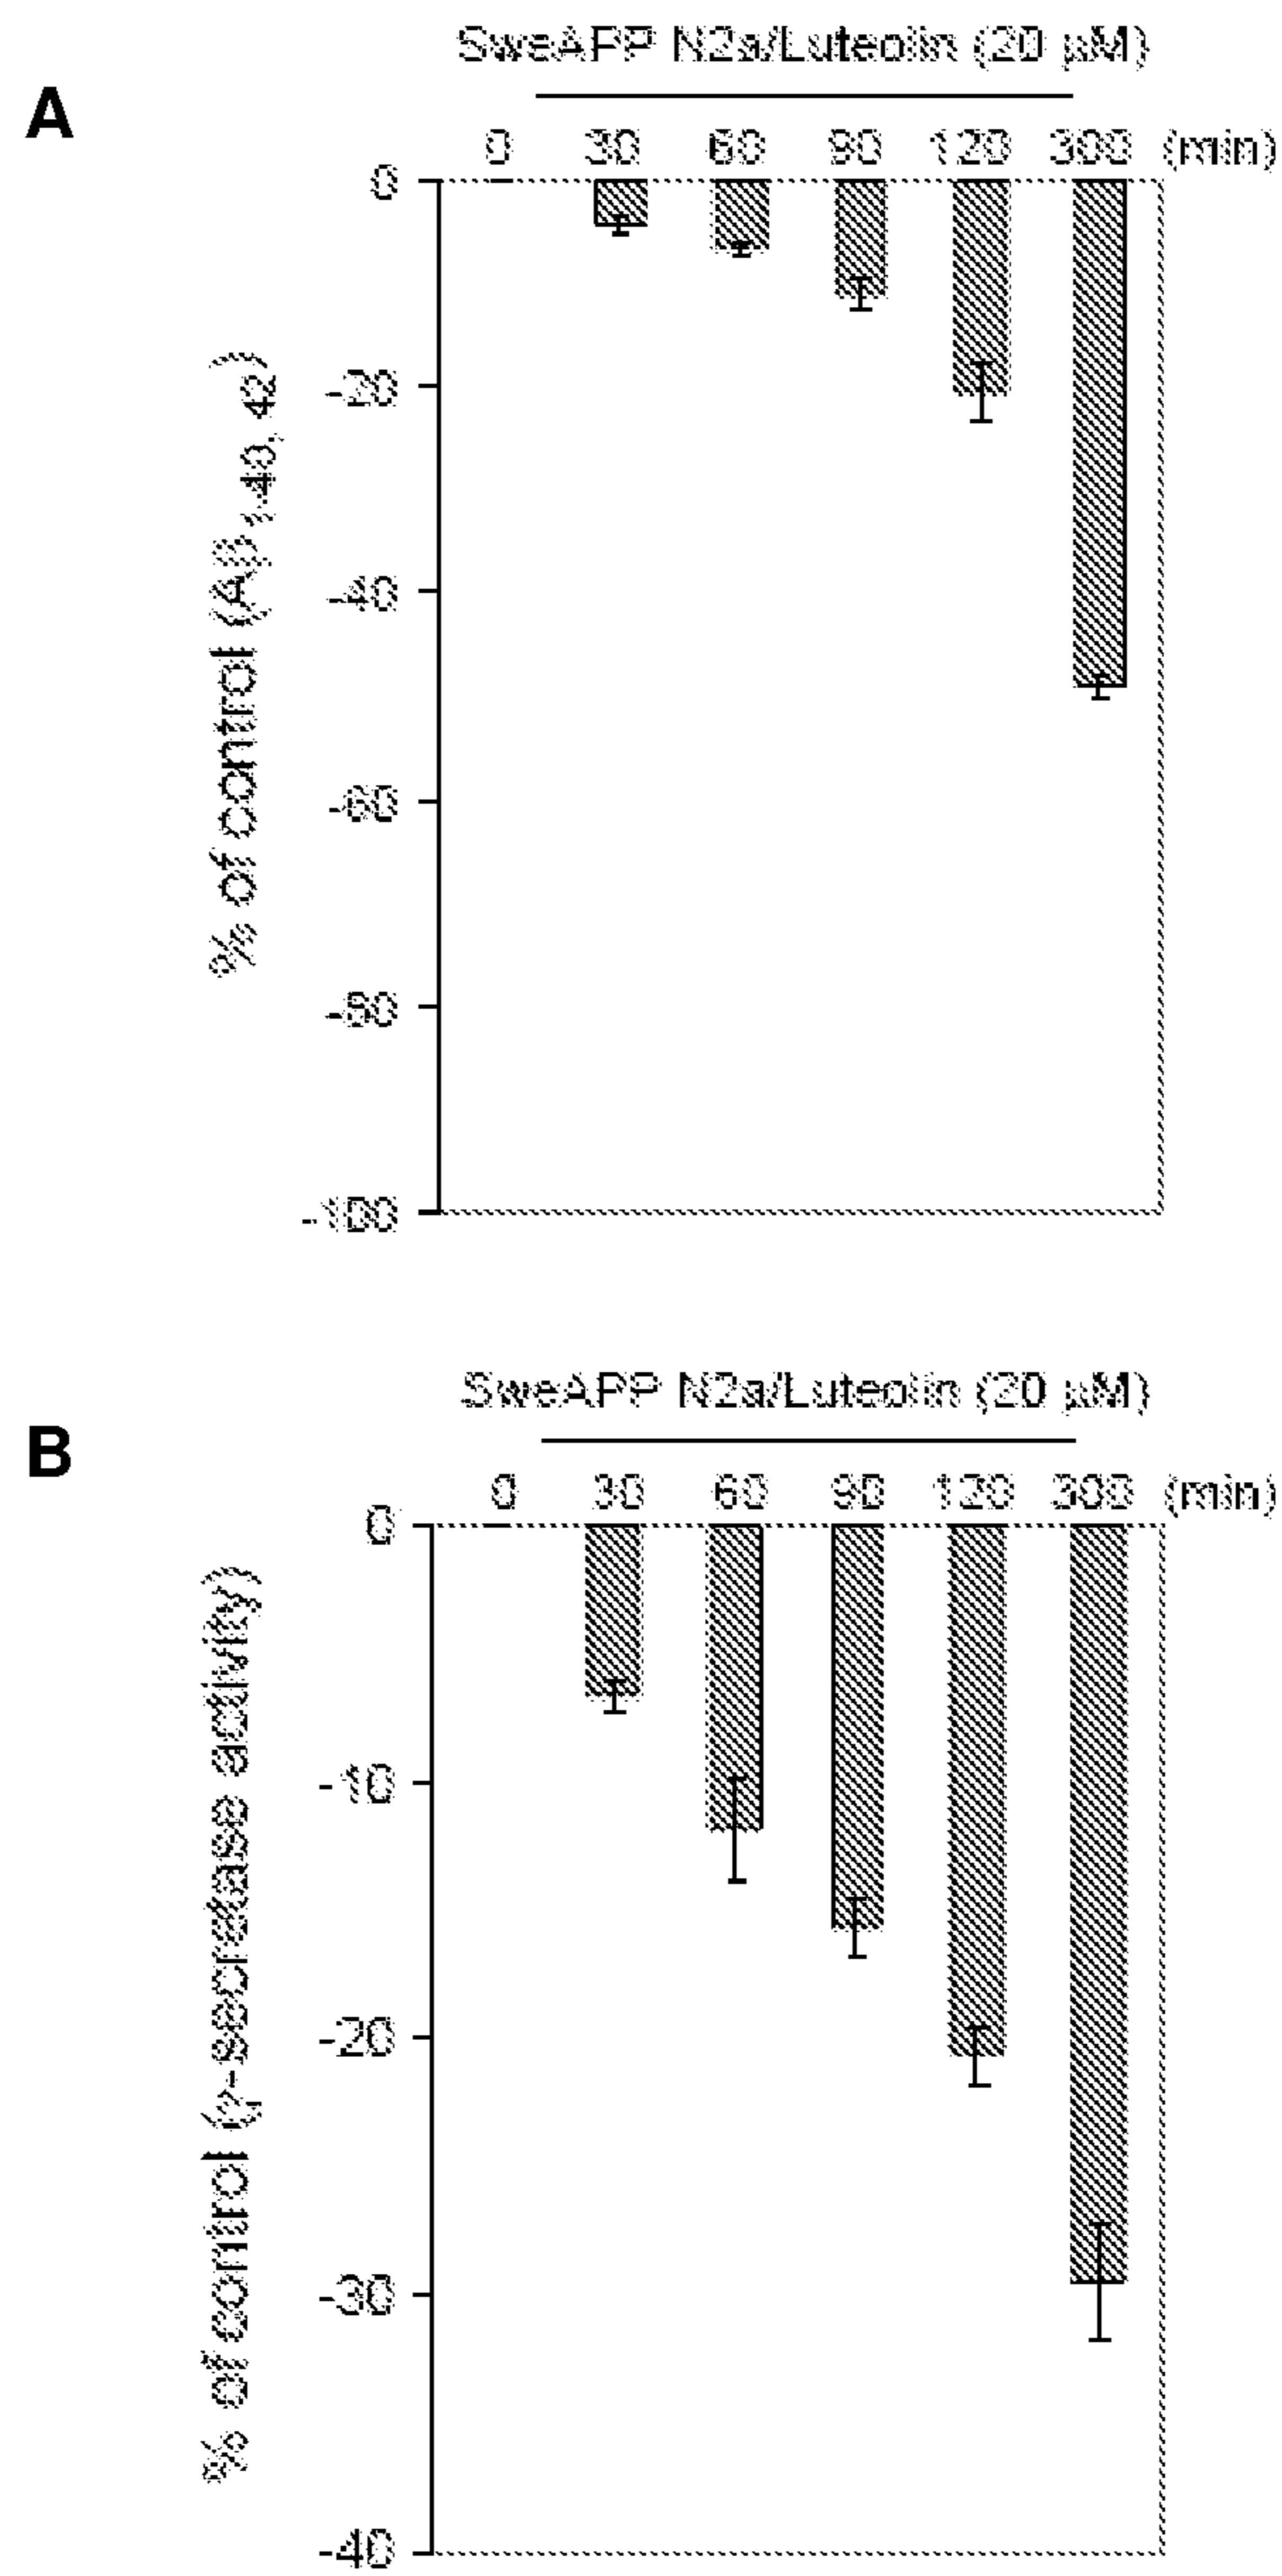 A
SweAPP N2a/Luteolin (20 µM)
0 30 60 90 120 300 (min)
0
-20
-40
-60
-80
-100
% of control (Aβ1-40, 42)
B
SweAPP N2a/Luteolin (20 µM)
0 30 60 90 120 300 (min)
0
-10
-20
-30
-40
% of control (γ-secretase activity)